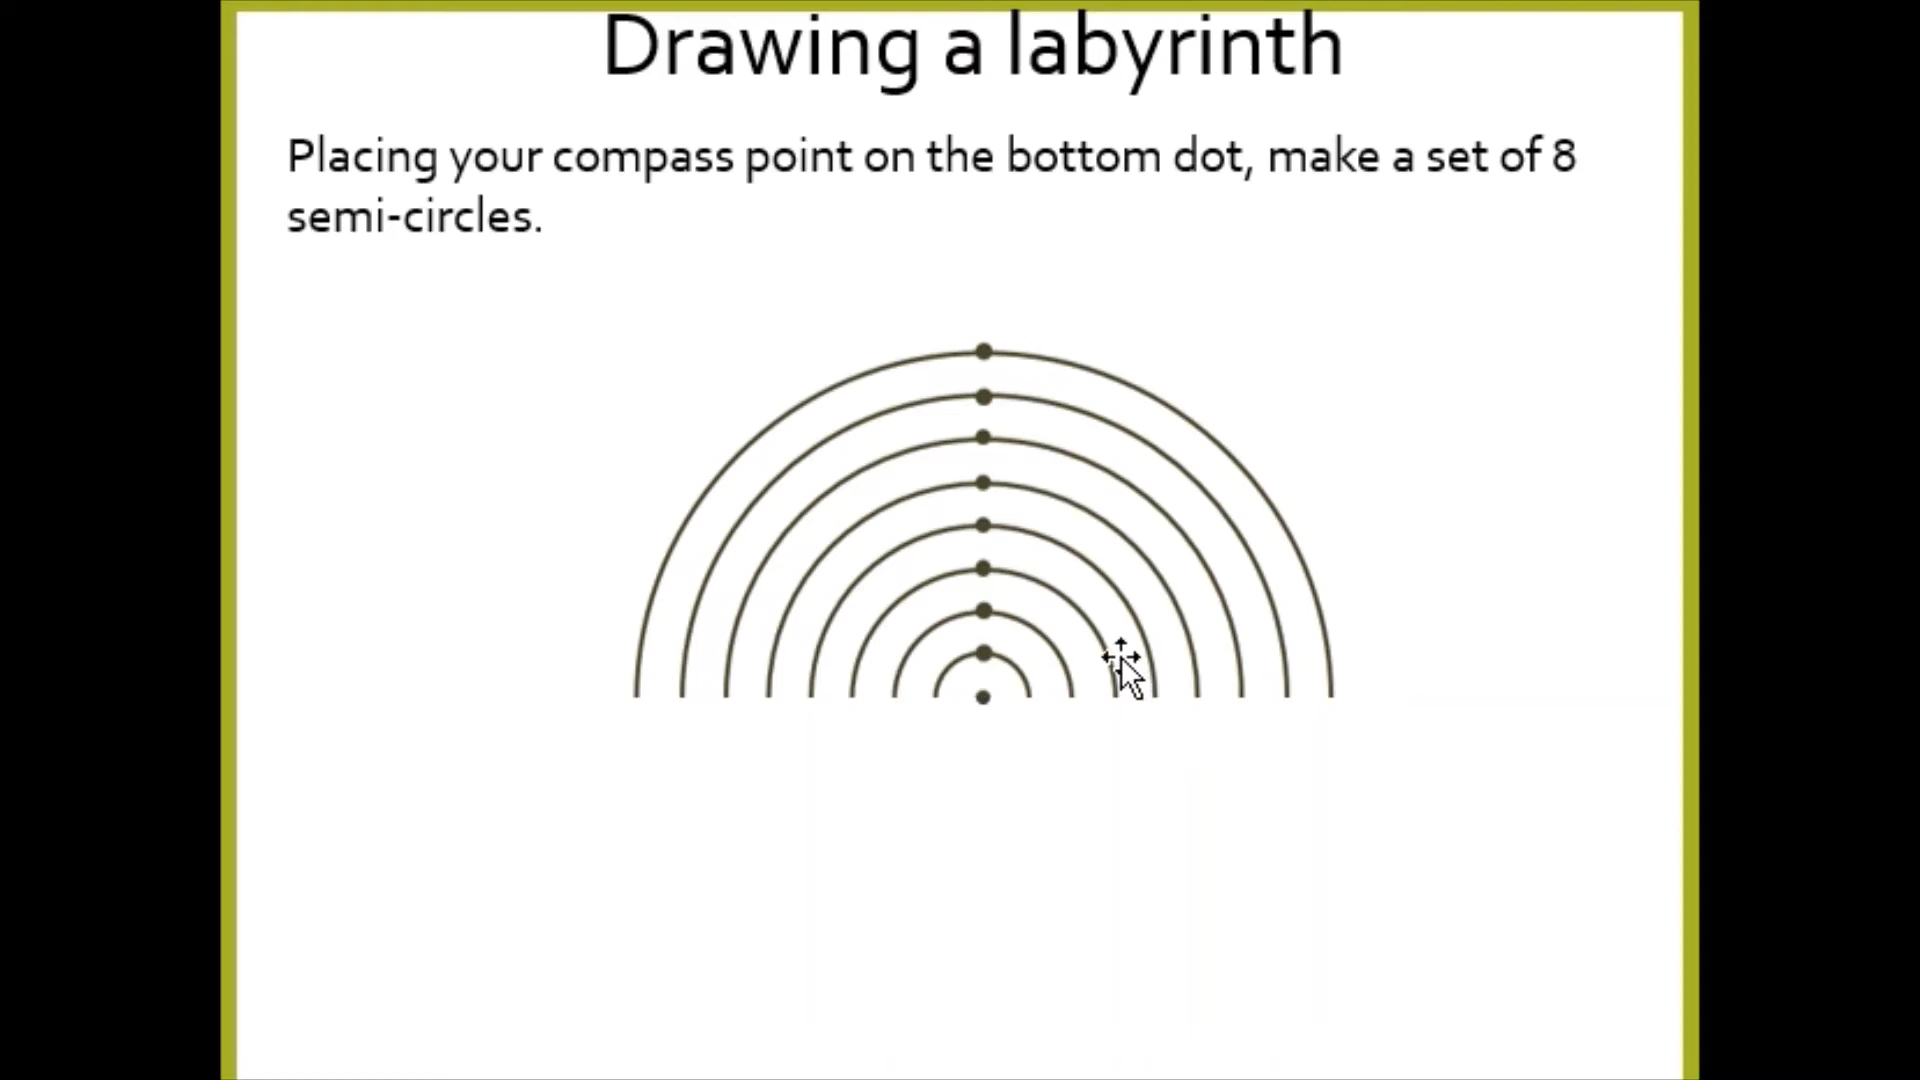 Drawing a labyrinth
Placing your compass point on the bottom dot, make a set of 8
semi-circles.